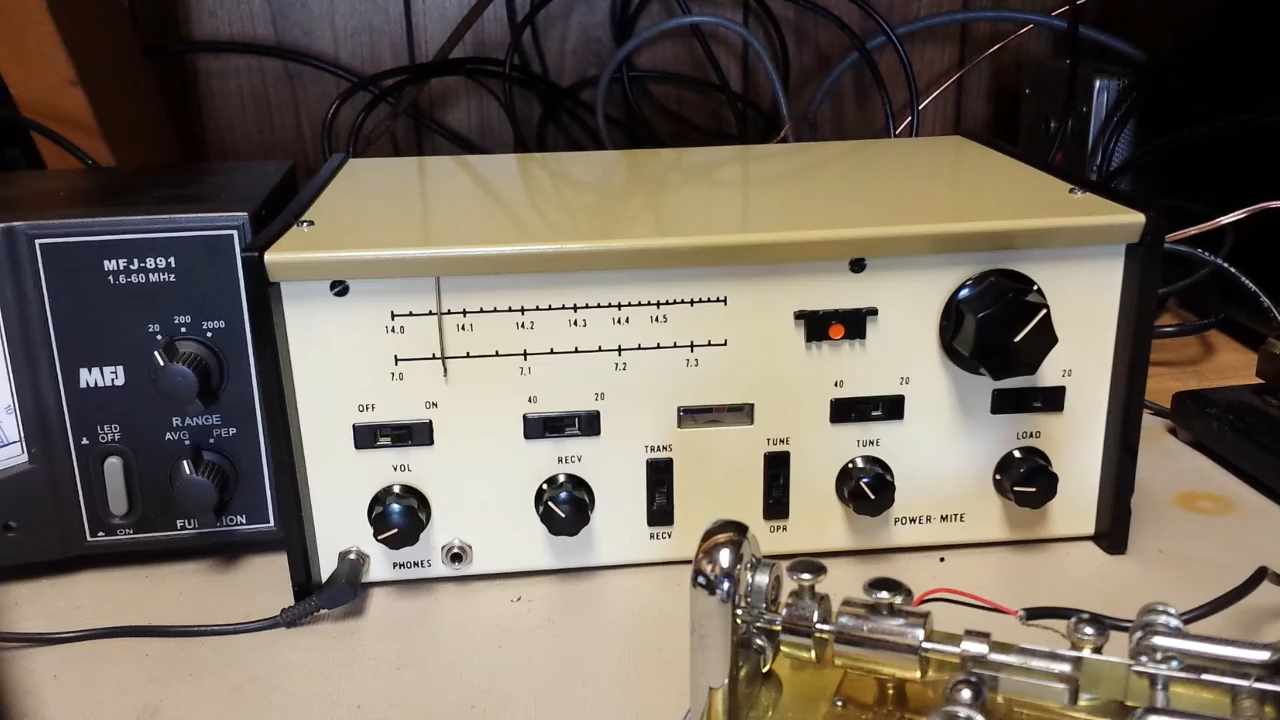 MFJ-891
1.6-60 MHz
20 200 2000
MFJ
RANGE
LED
OFF
AVG PEP
ON
14.0 14.1 14.2 14.3 14.4 14.5
7.0 7.1 7.2 7.3
OFF ON
40 20
40 20
20
VOL
RECV
TRANS
RECV
TUNE
OPR
TUNE
LOAD
PHONES
POWER-MITE